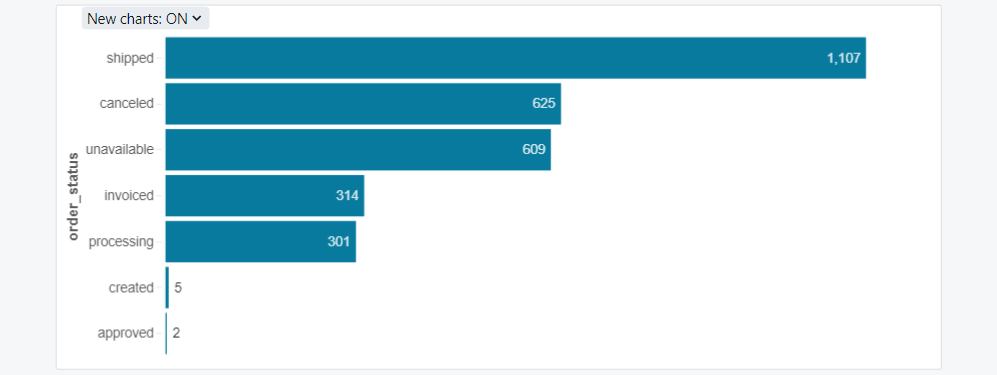 New charts: ON
order_status
shipped 1,107
canceled 625
unavailable 609
invoiced 314
processing 301
created 5
approved 2